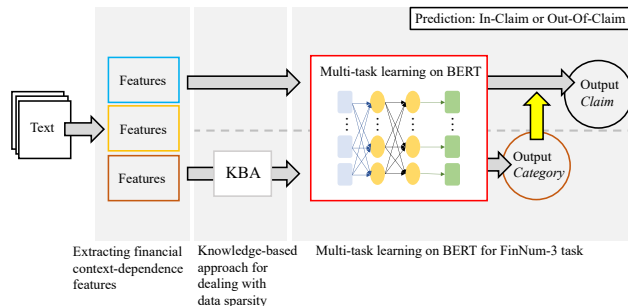 Prediction: In-Claim or Out-Of-Claim
Features
Multi-task learning on BERT
Output
Claim
Text
Features
Features
KBA
Output
Category
Extracting financial
context-dependence
features
Knowledge-based
approach for
dealing with
data sparsity
Multi-task learning on BERT for FinNum-3 task